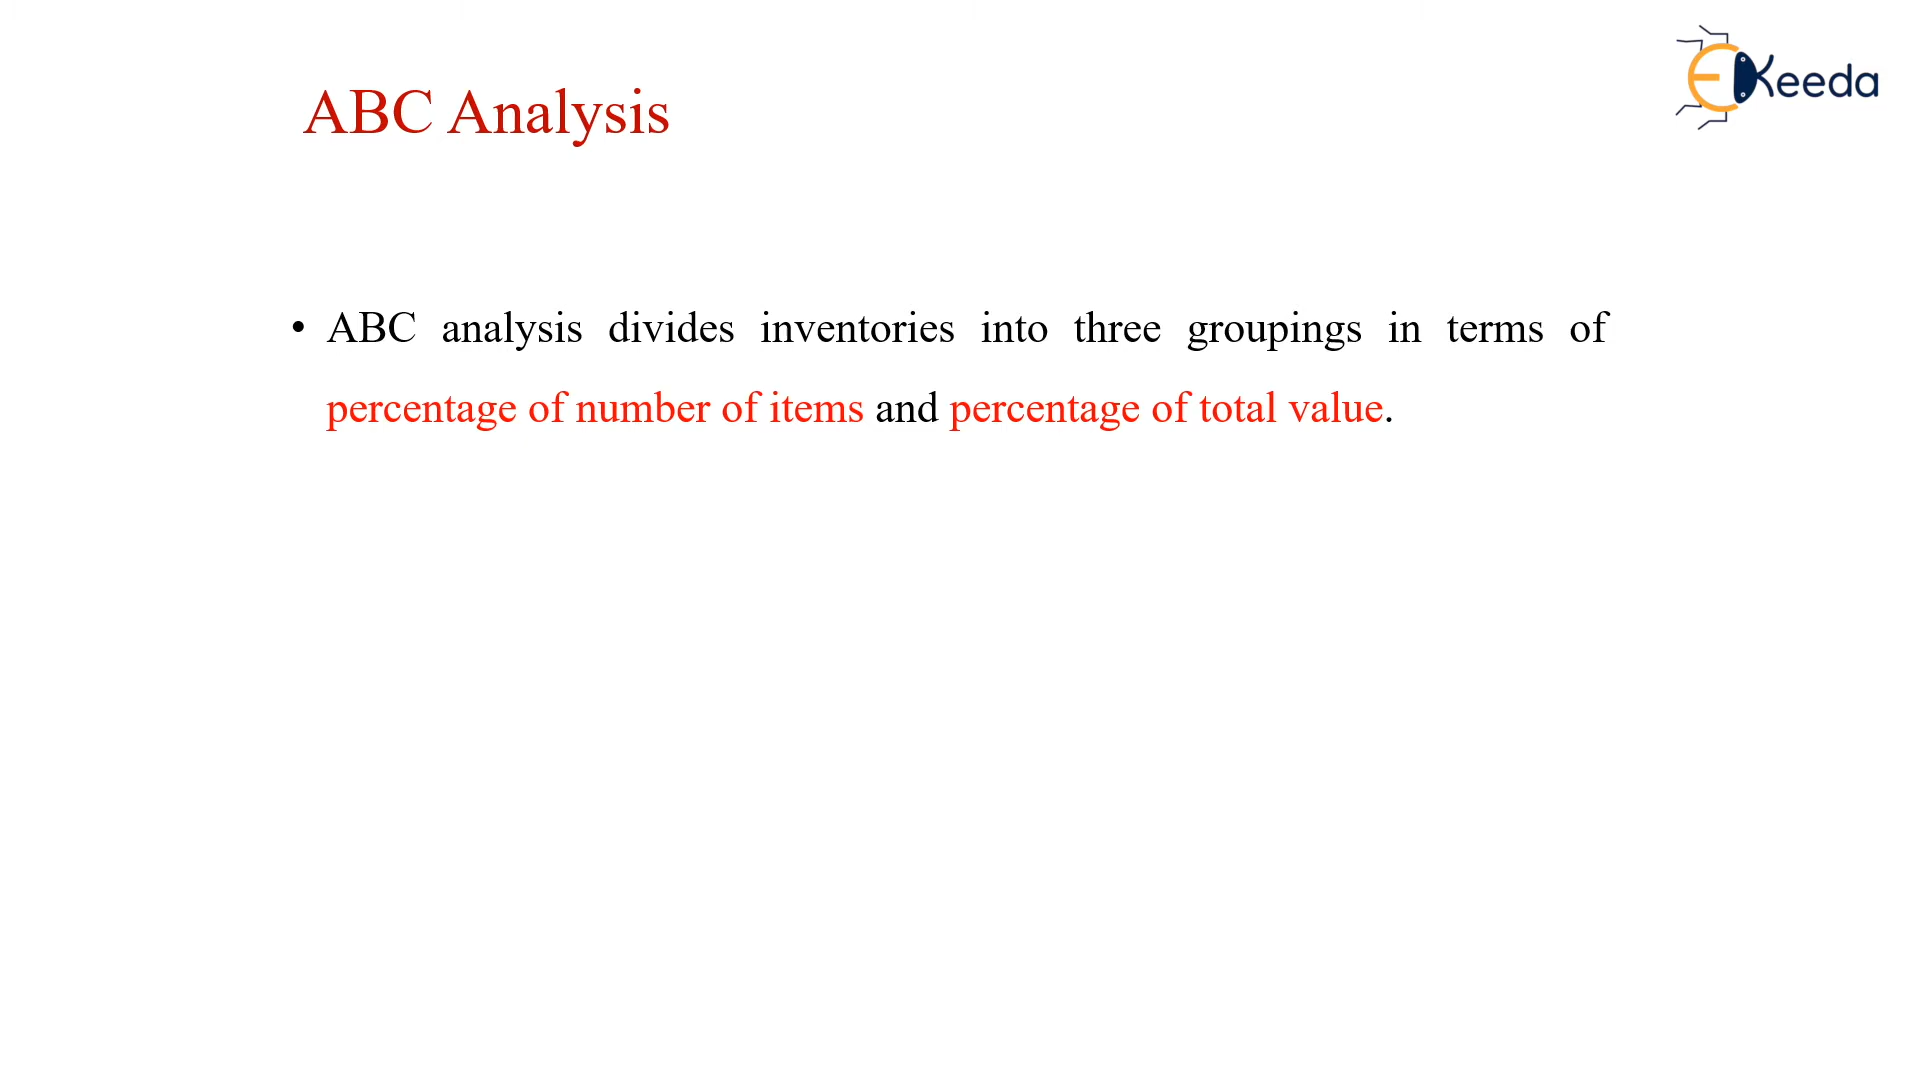 EKeeda
ABC Analysis
• ABC analysis divides inventories into three groupings in terms of
percentage of number of items and percentage of total value.